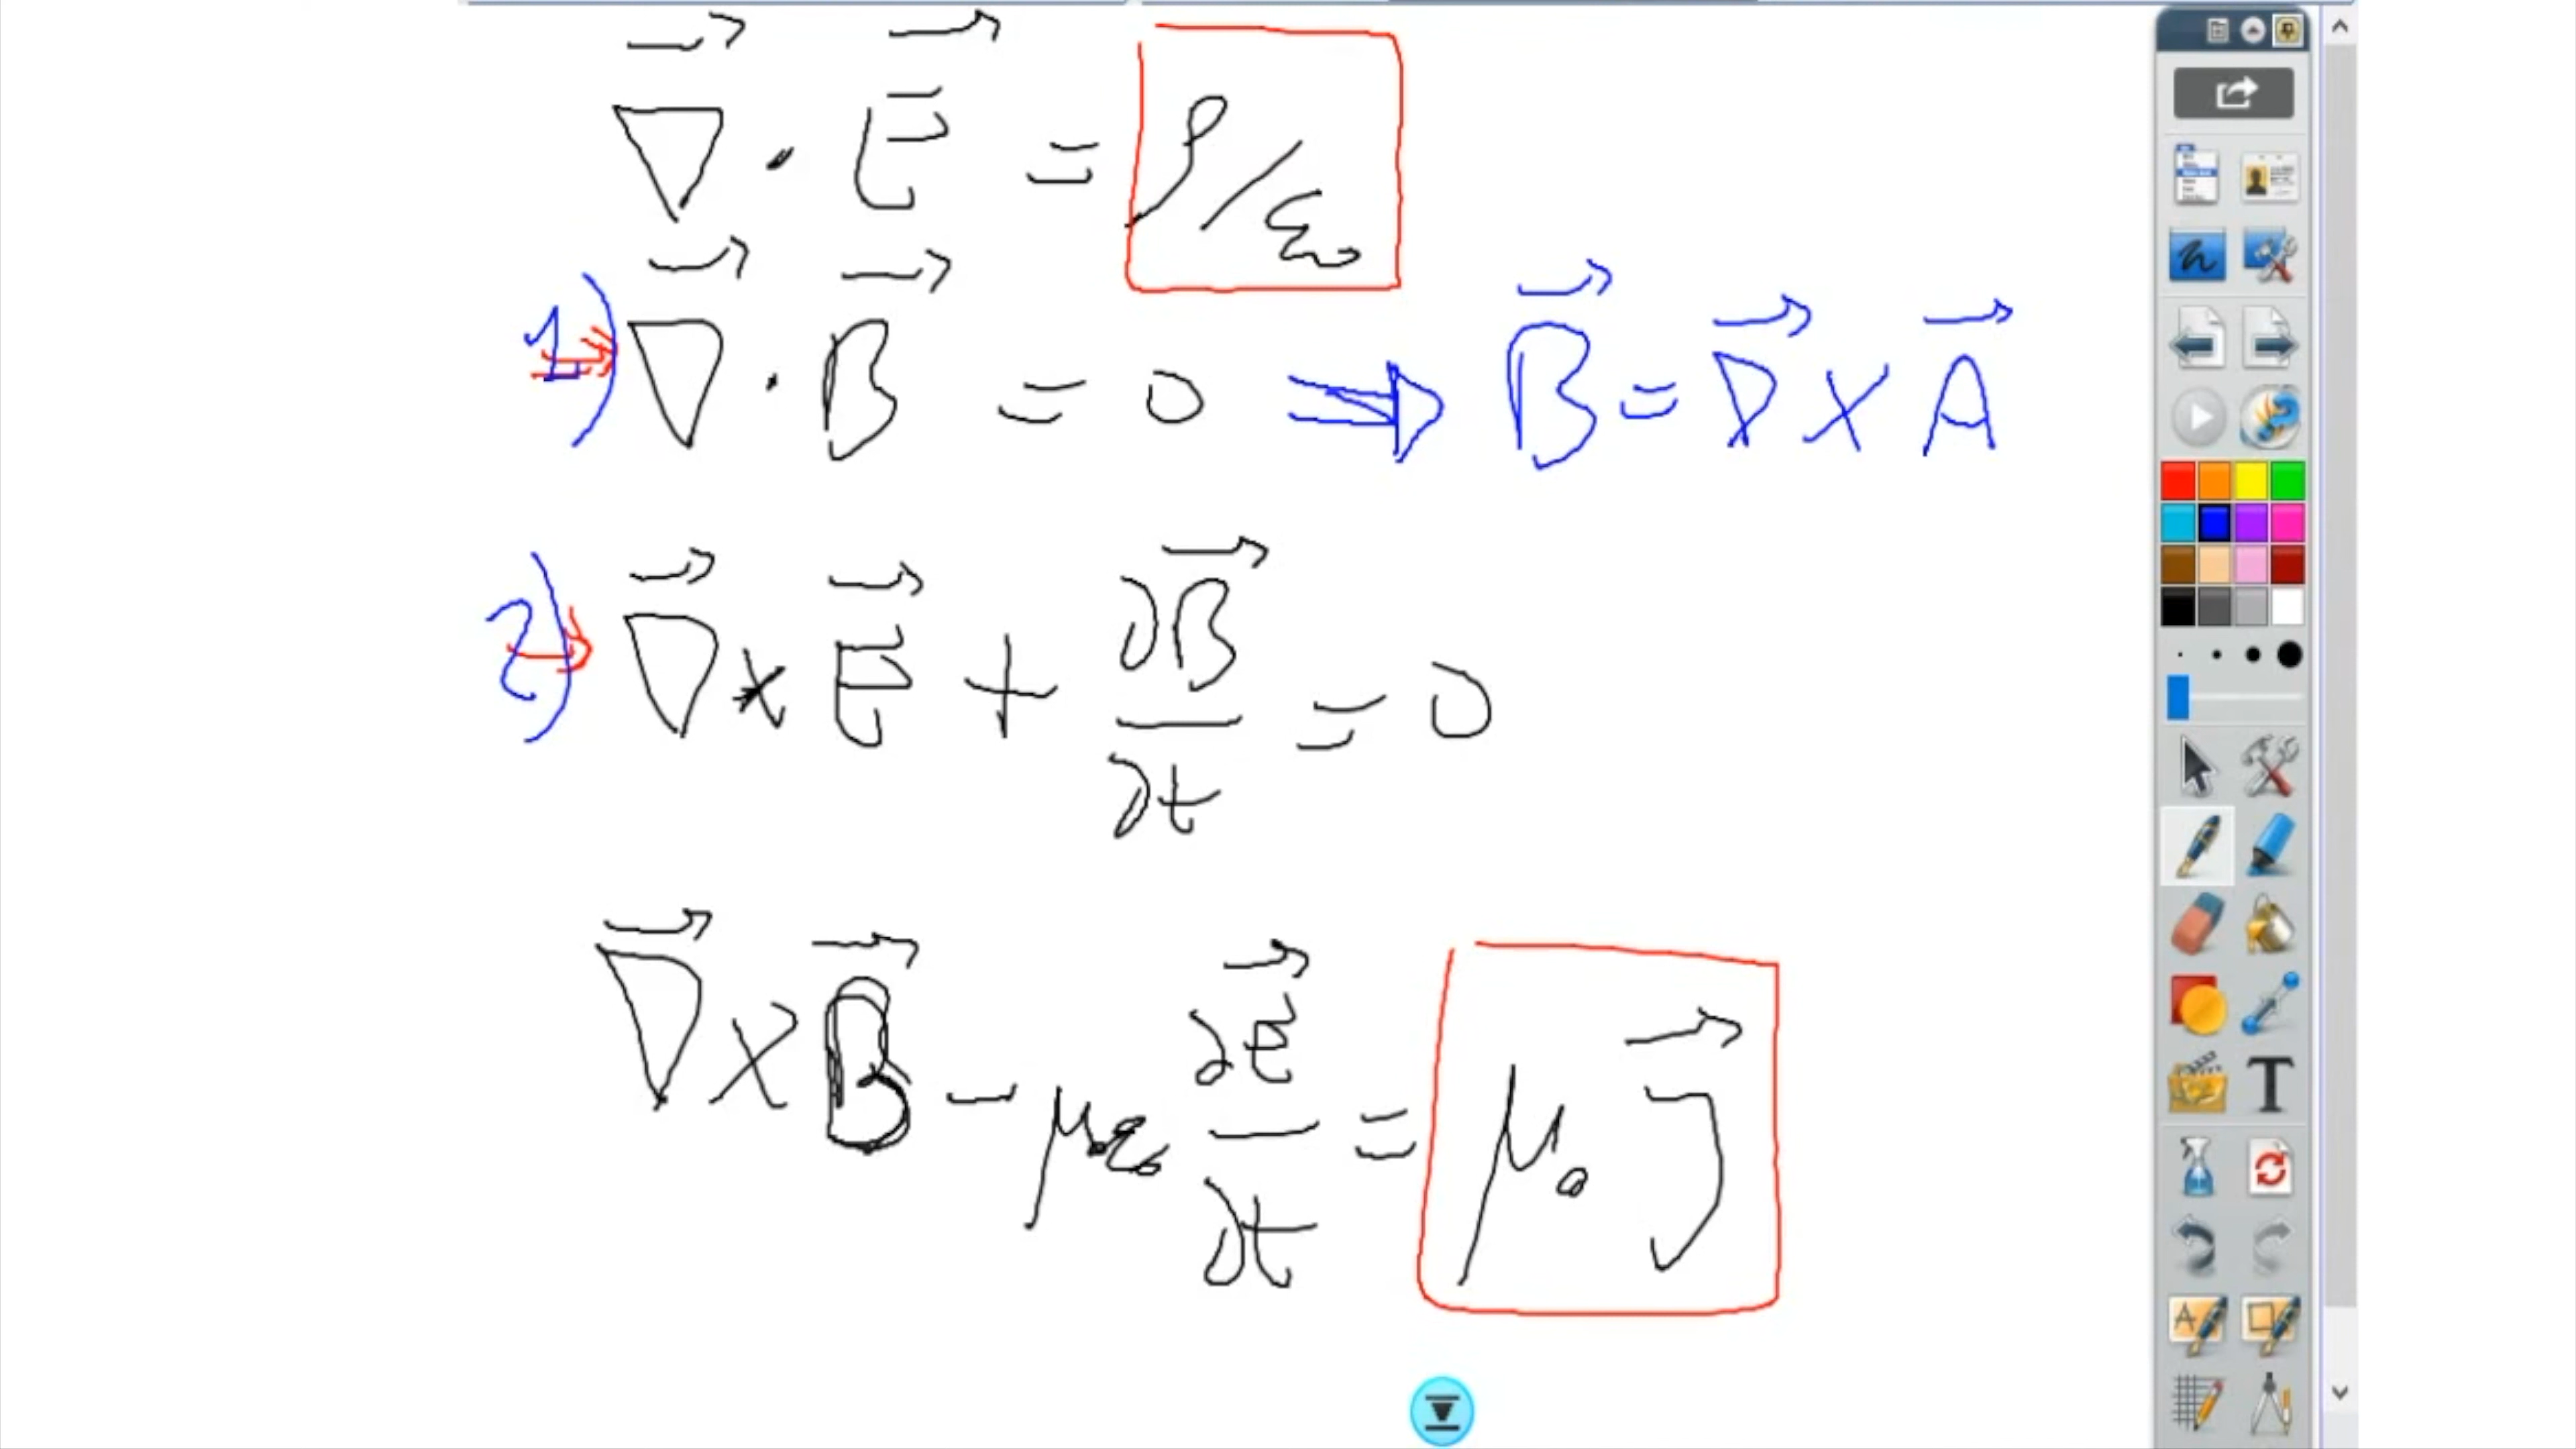 ∇⃗ · E⃗ = ρ/ε₀
1) ∇⃗ · B⃗ = 0 ⇒ B⃗ = ∇⃗ × A⃗
2) ∇⃗ × E⃗ + ∂B⃗/∂t = 0
∇⃗ × B⃗ − μ₀ε₀ ∂E⃗/∂t = μ₀ J⃗
T